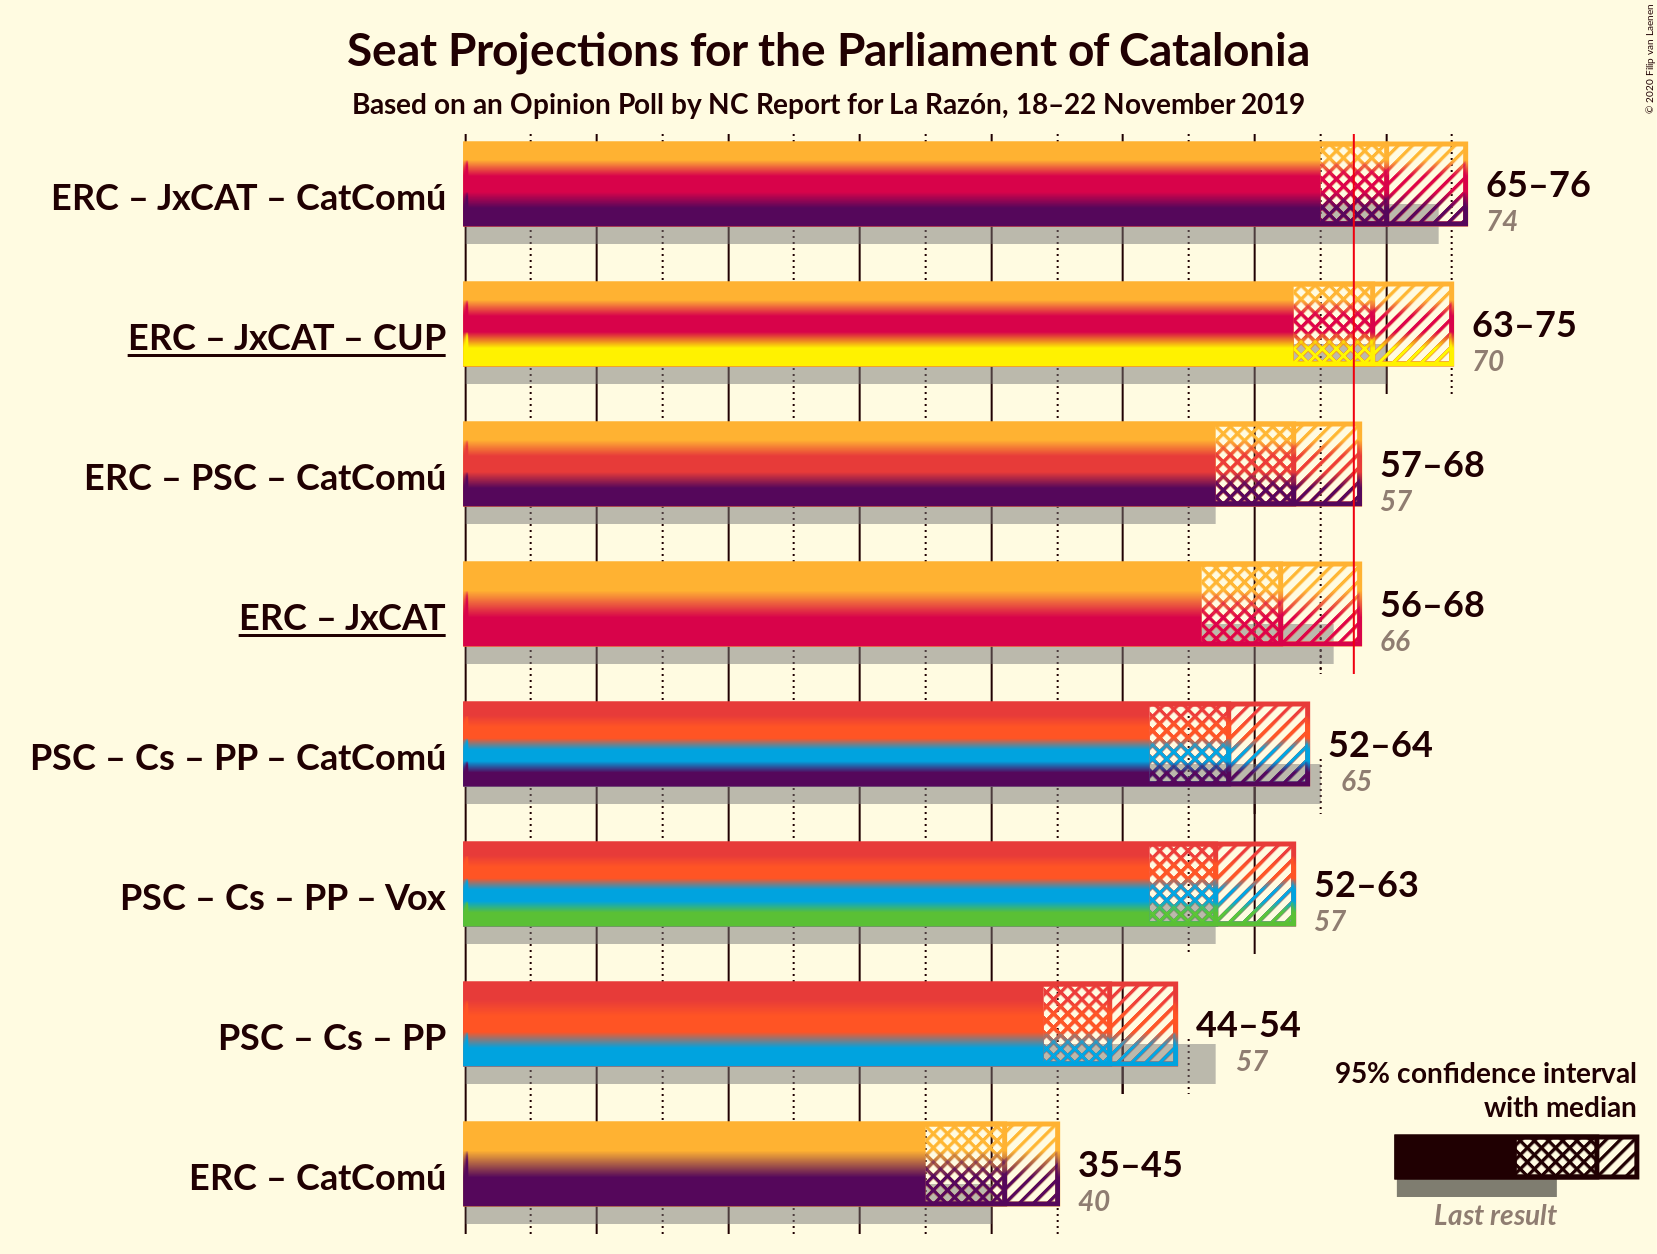 Seat Projections for the Parliament of Catalonia
Based on an Opinion Poll by NC Report for La Razón, 18–22 November 2019
© 2020 Filip van Laenen
ERC – JxCAT – CatComú
65–76
74
ERC – JxCAT – CUP
63–75
70
ERC – PSC – CatComú
57–68
57
ERC – JxCAT
56–68
66
PSC – Cs – PP – CatComú
52–64
65
PSC – Cs – PP – Vox
52–63
57
PSC – Cs – PP
44–54
57
ERC – CatComú
35–45
40
95% confidence interval
with median
Last result